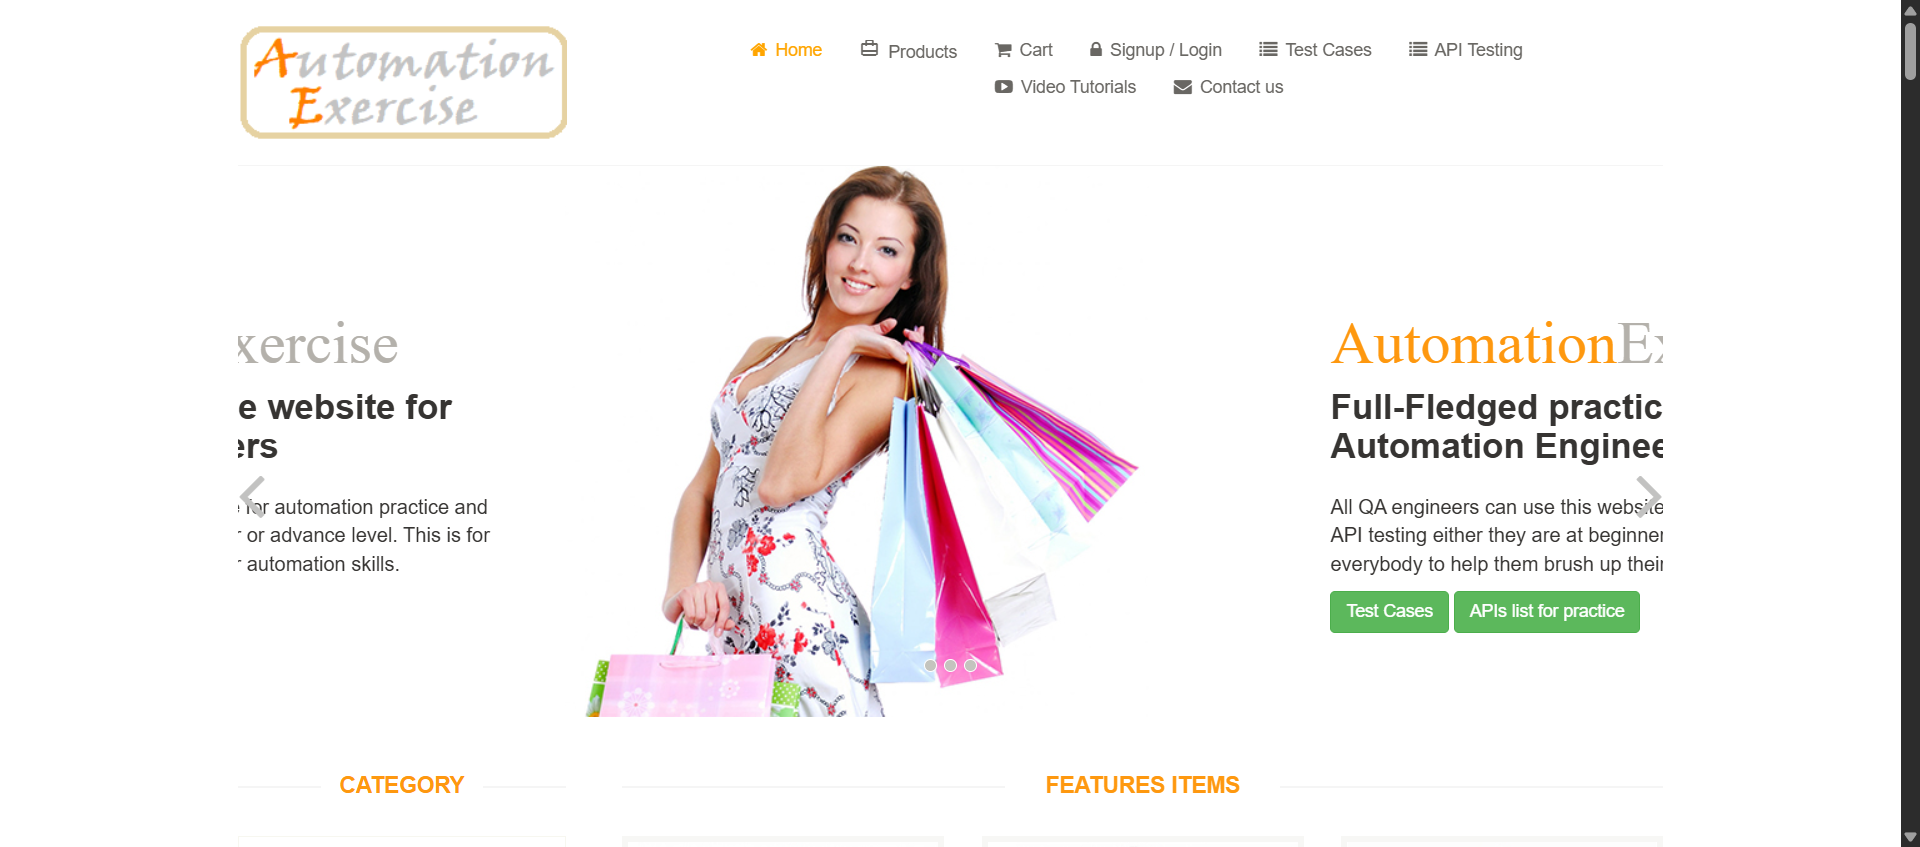 Automation
Exercise
Home
Products
Cart
Signup / Login
Test Cases
API Testing
Video Tutorials
Contact us
xercise
e website for
ers
for automation practice and
r or advance level. This is for
r automation skills.
AutomationEx
Full-Fledged practic
Automation Enginee
All QA engineers can use this website
API testing either they are at beginner
everybody to help them brush up their
Test Cases
APIs list for practice
CATEGORY
FEATURES ITEMS